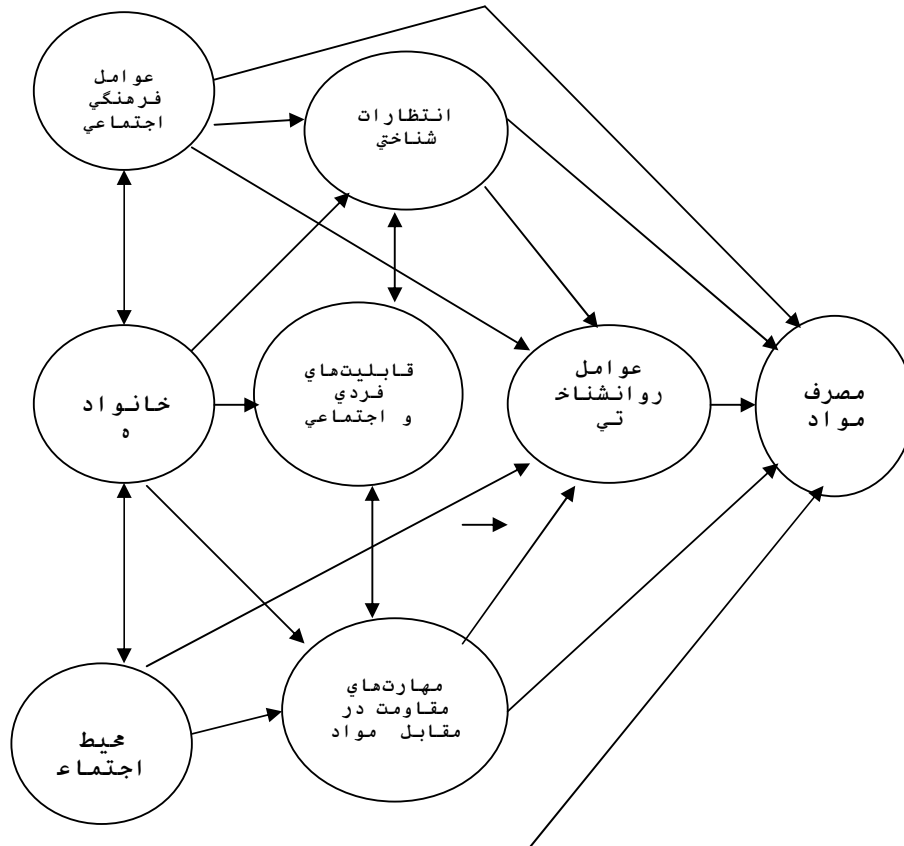 عوامل
فرهنگي
اجتماعي
انتظارات
شناختي
خانواد
ه
قابليت‌هاي
فردي
و اجتماعي
عوامل
روانشناخ
تي
مصرف
مواد
محيط
اجتماع
مهارت‌هاي
مقاومت در
مقابل مواد